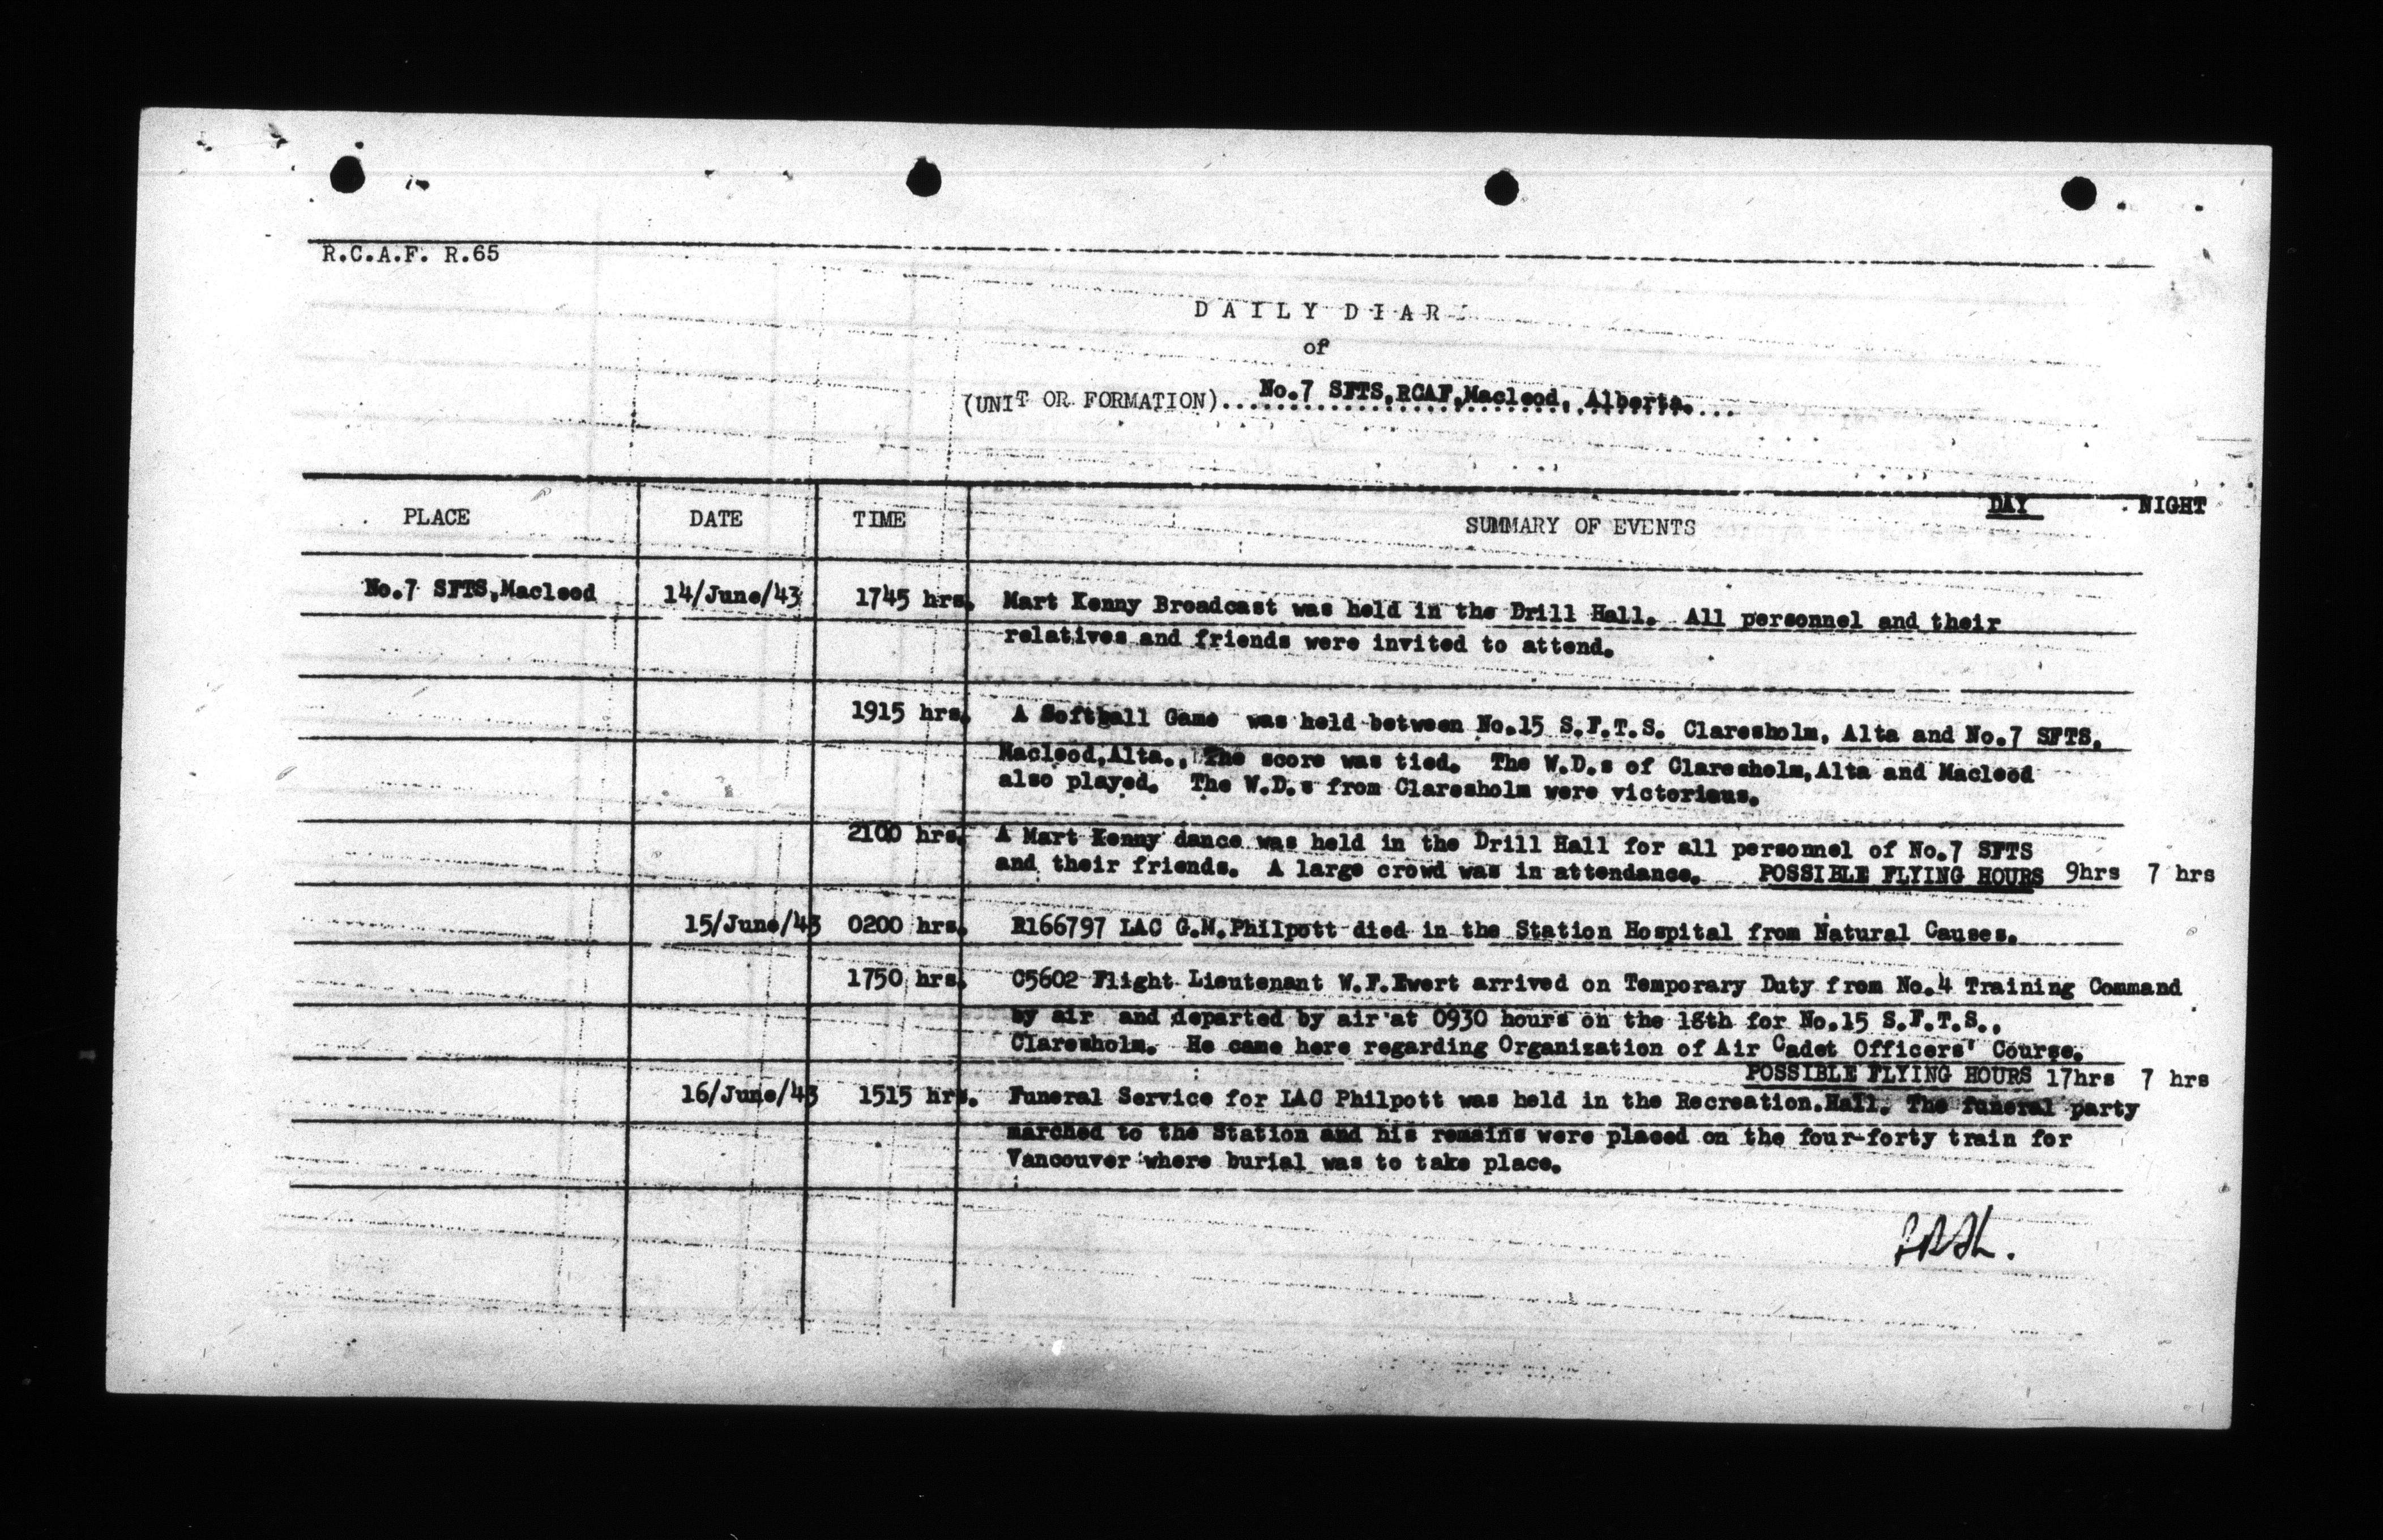 R.C.A.F. R.65
DAILY DIAR
of
(UNIT OR FORMATION)...No.7 SFTS,RCAF,Macleod, Alberta....
PLACE DATE TIME SUMMARY OF EVENTS DAY NIGHT
No.7 SFTS,Macleod 14/June/43 1745 hrs. Mart Kenny Broadcast was held in the Drill Hall. All personnel and their
relatives and friends were invited to attend.
1915 hrs. A Softball Game was held between No.15 S.F.T.S. Claresholm, Alta and No.7 SFTS,
Macleod,Alta., The score was tied. The W.D.s of Claresholm,Alta and Macleod
also played. The W.D.s from Claresholm were victorious.
2100 hrs. A Mart Kenny dance was held in the Drill Hall for all personnel of No.7 SFTS
and their friends. A large crowd was in attendance. POSSIBLE FLYING HOURS 9hrs 7 hrs
15/June/43 0200 hrs. R166797 LAC G.M.Philpott died in the Station Hospital from Natural Causes.
1750 hrs. C5602 Flight Lieutenant W.F.Ewert arrived on Temporary Duty from No.4 Training Command
by air and departed by air at 0930 hours on the 18th for No.15 S.F.T.S.,
Claresholm. He came here regarding Organization of Air Cadet Officers' Course.
POSSIBLE FLYING HOURS 17hrs 7 hrs
16/June/43 1515 hrs. Funeral Service for LAC Philpott was held in the Recreation.Hall. The funeral party
marched to the Station and his remains were placed on the four-forty train for
Vancouver where burial was to take place.